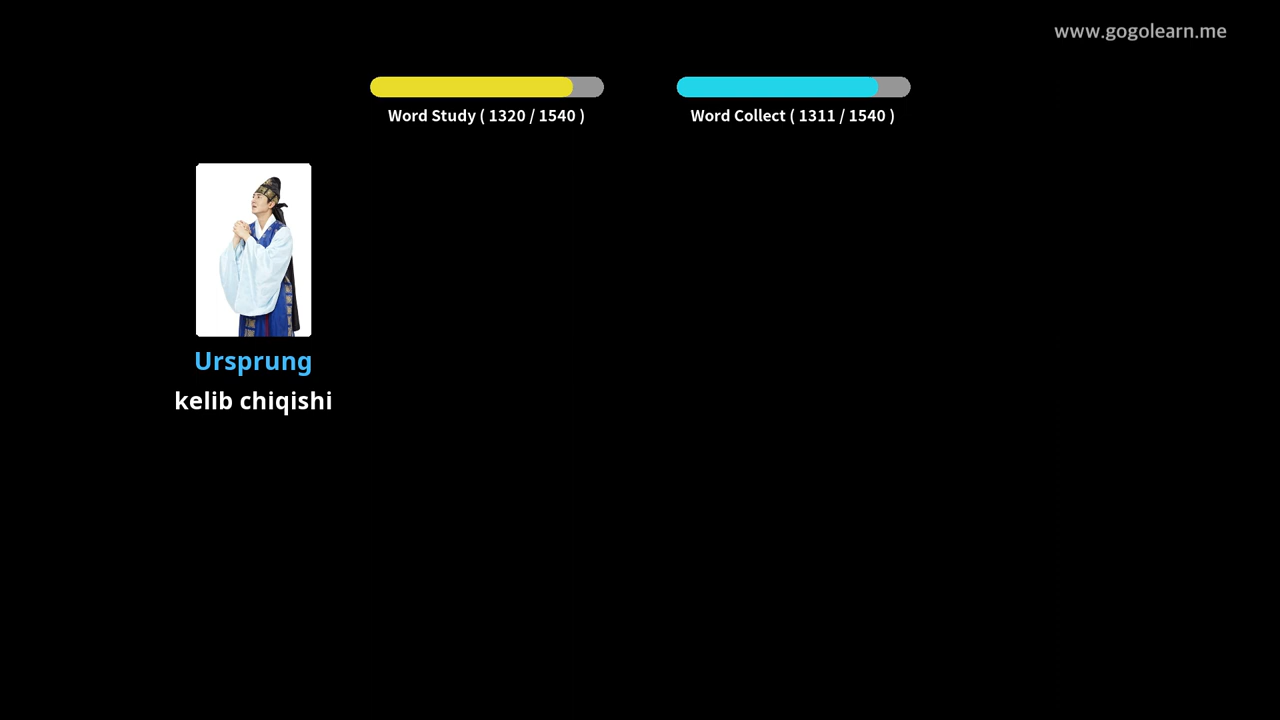 www.gogolearn.me
Word Study ( 1320 / 1540 )
Word Collect ( 1311 / 1540 )
Ursprung
kelib chiqishi